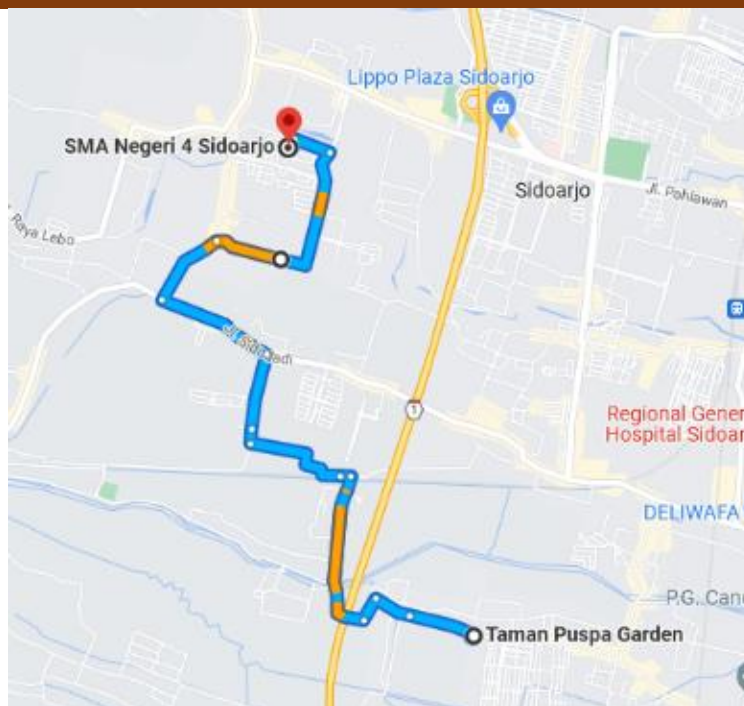 Lippo Plaza Sidoarjo
SMA Negeri 4 Sidoarjo
Sidoarjo
Jl. Pahlawan
Raya Lebo
1
Regional Gener
Hospital Sidoar
DELIWAFA
P.G. Cand
Taman Puspa Garden